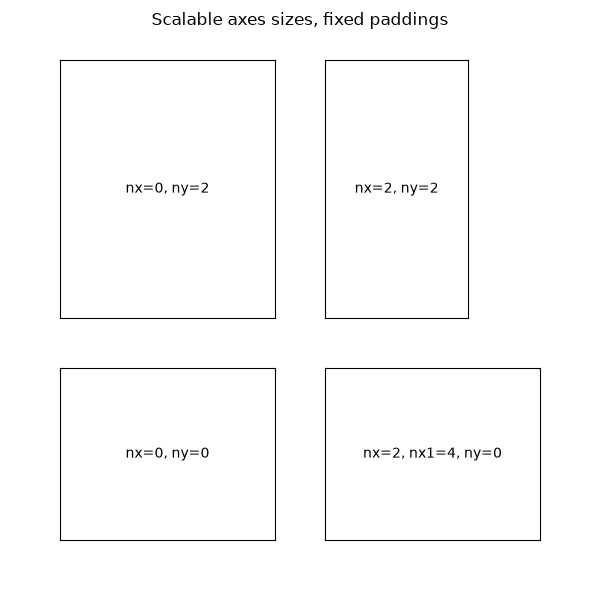 Scalable axes sizes, fixed paddings
nx=0, ny=2
nx=2, ny=2
nx=0, ny=0
nx=2, nx1=4, ny=0